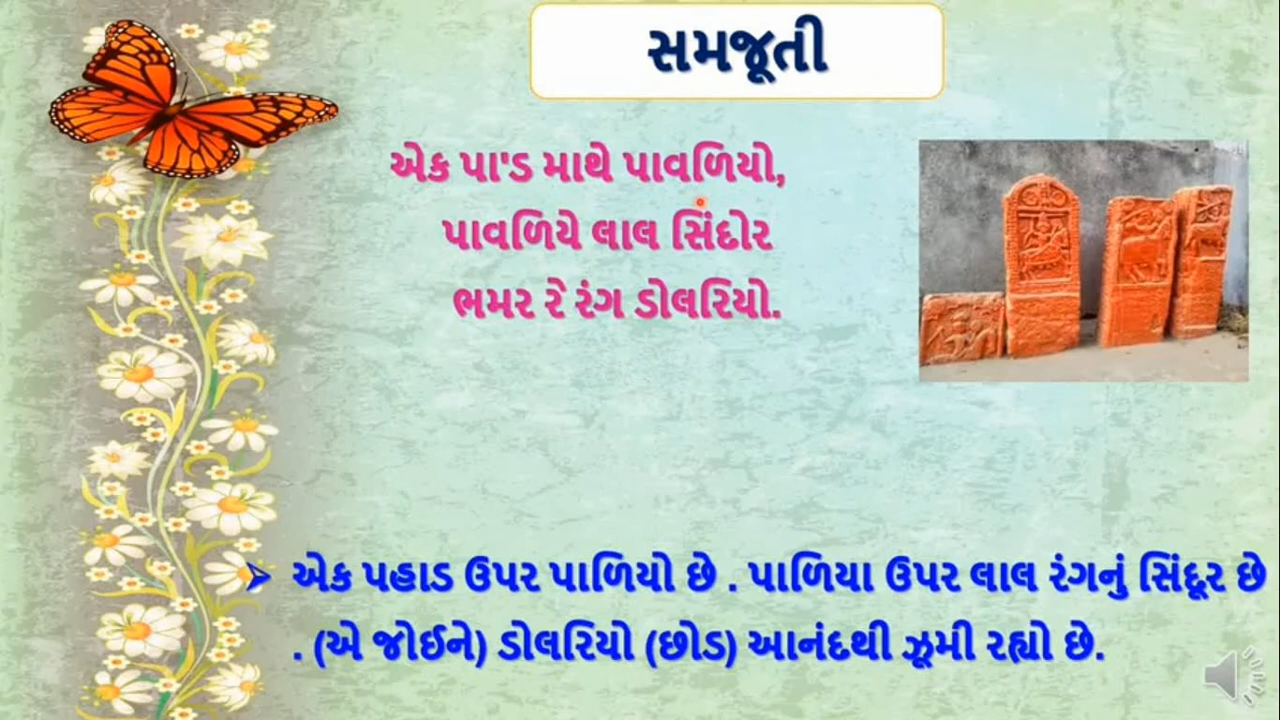 સમજૂતી
એક પા'ડ માથે પાવળિયો,
પાવળિયે લાલ સિંદોર
ભમર રે રંગ ડોલરિયો.
એક પહાડ ઉપર પાળિયો છે . પાળિયા ઉપર લાલ રંગનું સિંદૂર છે
. (એ જોઈને) ડોલરિયો (છોડ) આનંદથી ઝૂમી રહ્યો છે.